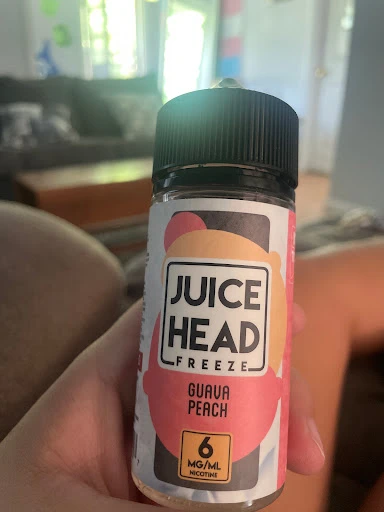 JUICE
HEAD
FREEZE
GUAVA
PEACH
6
MG/ML
NICOTINE